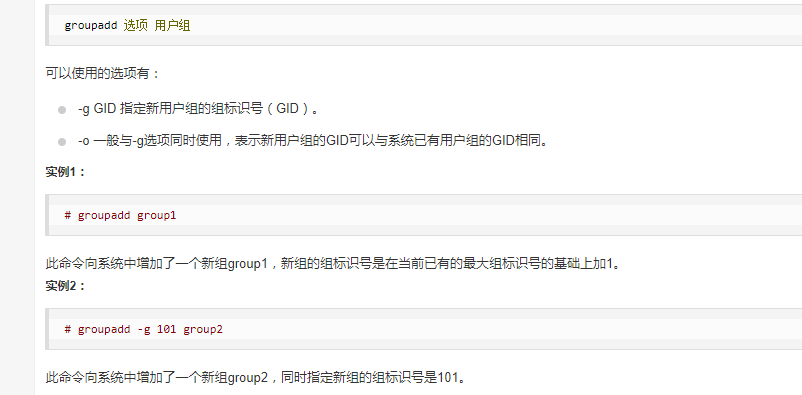 groupadd 选项 用户组
可以使用的选项有：
-g GID 指定新用户组的组标识号（GID）。
-o 一般与-g选项同时使用，表示新用户组的GID可以与系统已有用户组的GID相同。
实例1：
# groupadd group1
此命令向系统中增加了一个新组group1，新组的组标识号是在当前已有的最大组标识号的基础上加1。
实例2：
# groupadd -g 101 group2
此命令向系统中增加了一个新组group2，同时指定新组的组标识号是101。